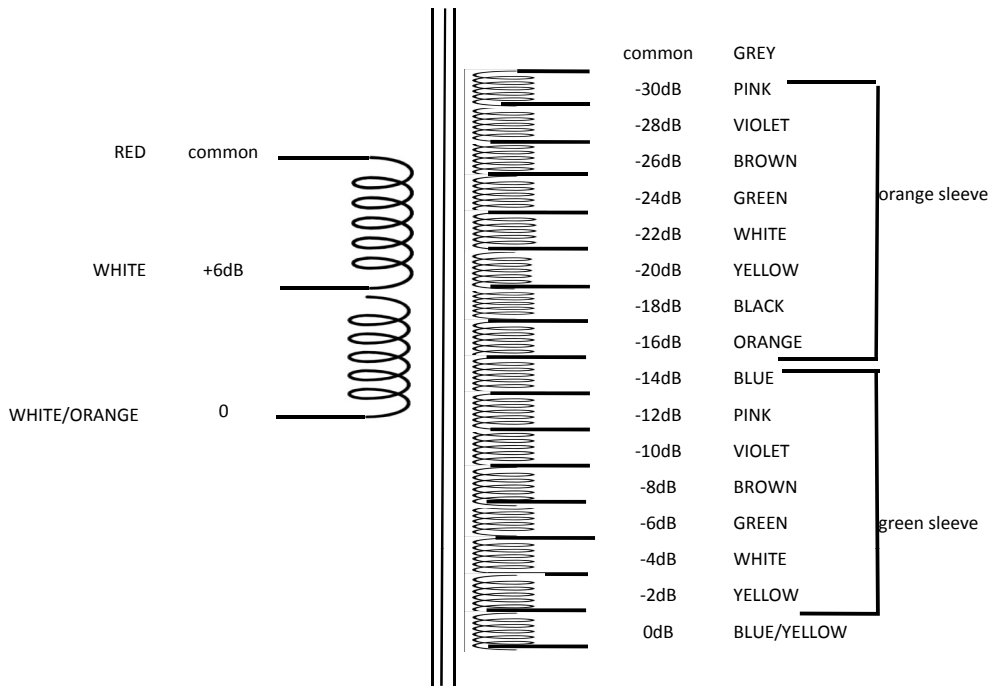 common GREY
-30dB PINK
-28dB VIOLET
RED common
-26dB BROWN
-24dB GREEN
orange sleeve
-22dB WHITE
WHITE +6dB
-20dB YELLOW
-18dB BLACK
-16dB ORANGE
-14dB BLUE
WHITE/ORANGE 0
-12dB PINK
-10dB VIOLET
-8dB BROWN
-6dB GREEN
green sleeve
-4dB WHITE
-2dB YELLOW
0dB BLUE/YELLOW